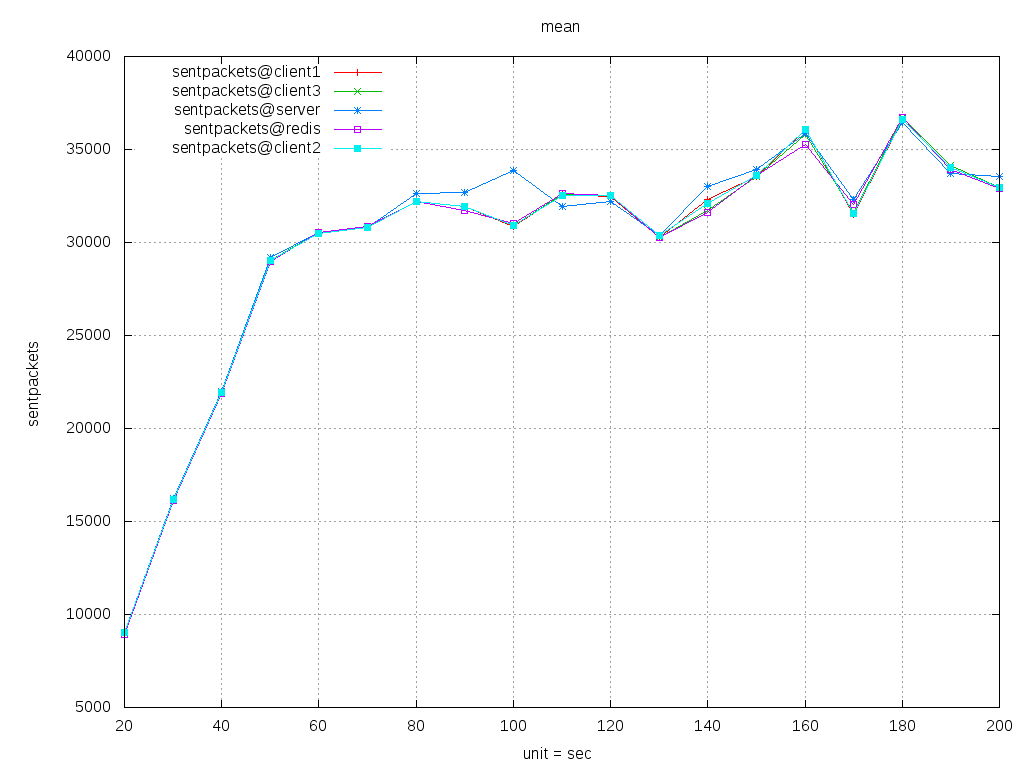 mean
40000
35000
30000
25000
20000
15000
10000
5000
sentpackets
sentpackets@client1
sentpackets@client3
sentpackets@server
sentpackets@redis
sentpackets@client2
20 40 60 80 100 120 140 160 180 200
unit = sec